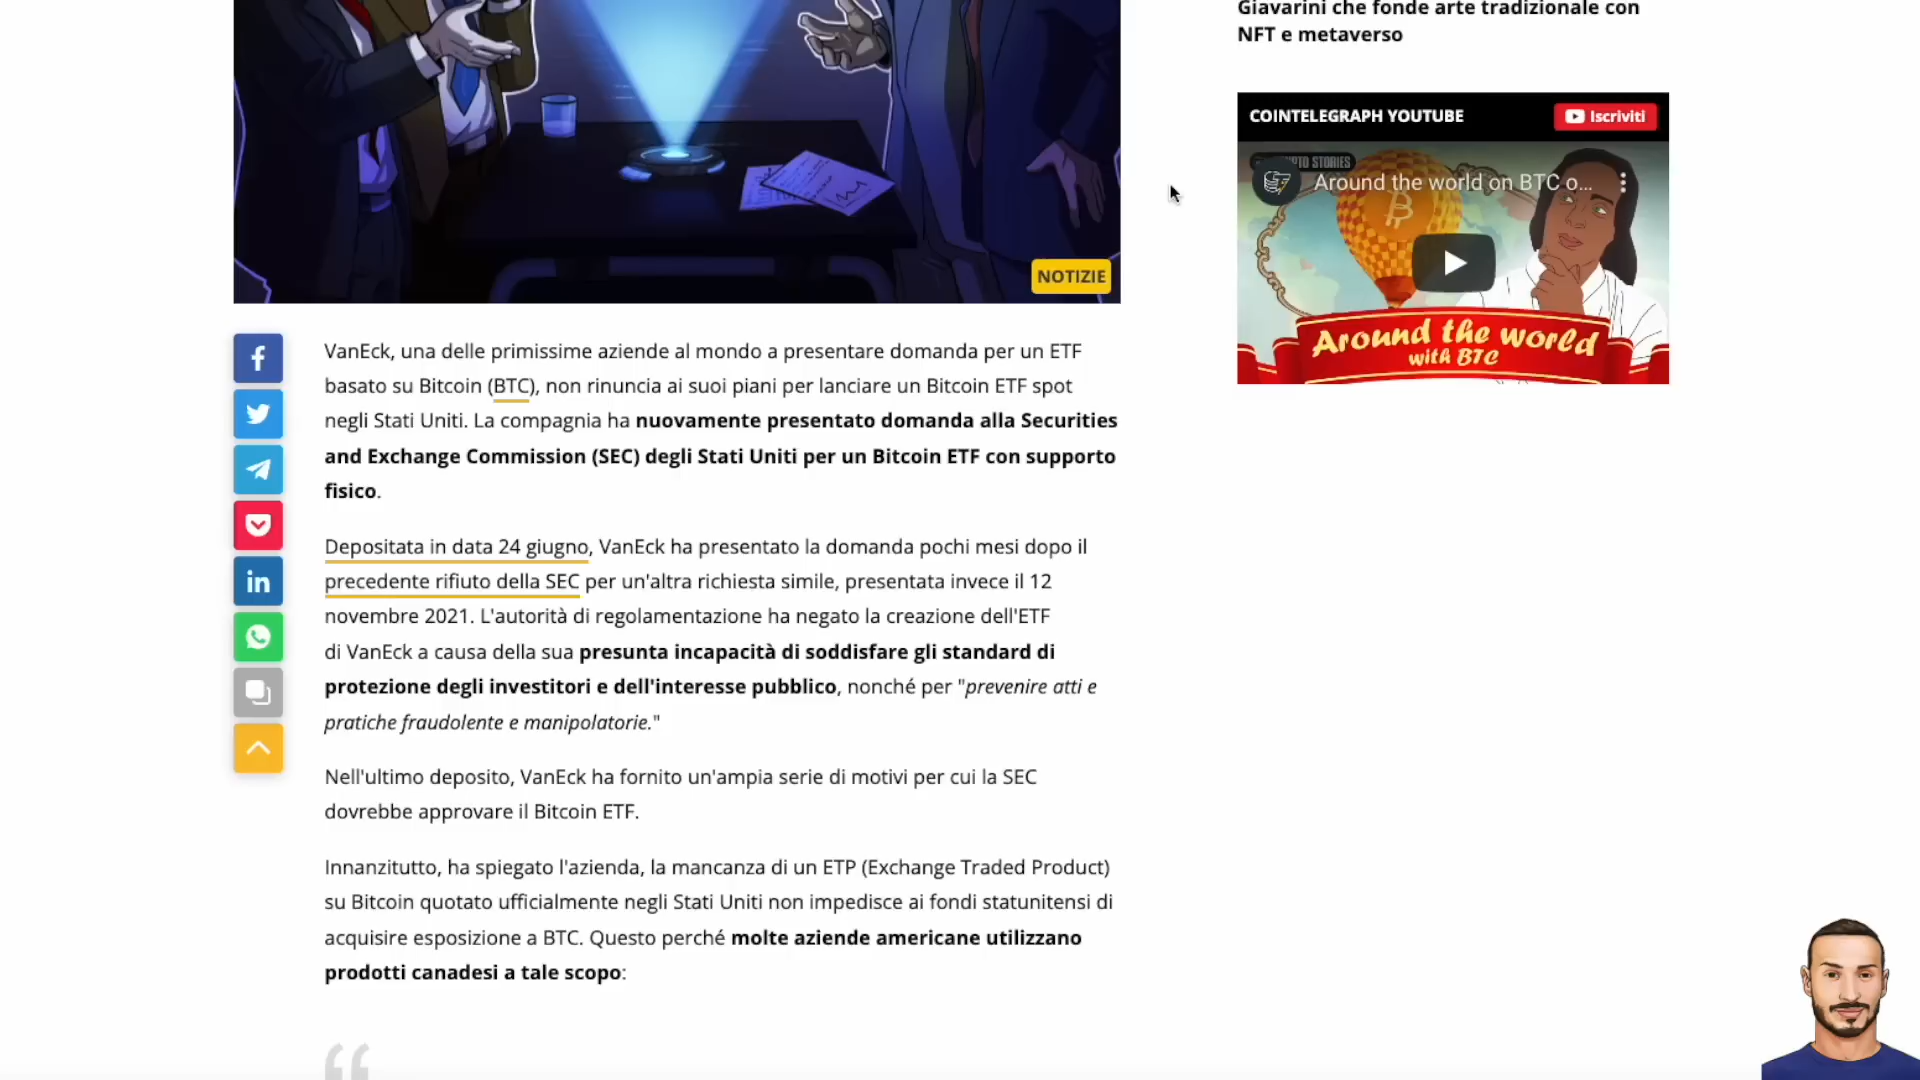 Giavarini che fonde arte tradizionale con
NFT e metaverso
COINTELEGRAPH YOUTUBE
Iscriviti
Around the world on BTC o...
Around the world
with BTC
NOTIZIE
VanEck, una delle primissime aziende al mondo a presentare domanda per un ETF
basato su Bitcoin (BTC), non rinuncia ai suoi piani per lanciare un Bitcoin ETF spot
negli Stati Uniti. La compagnia ha nuovamente presentato domanda alla Securities
and Exchange Commission (SEC) degli Stati Uniti per un Bitcoin ETF con supporto
fisico.
Depositata in data 24 giugno, VanEck ha presentato la domanda pochi mesi dopo il
precedente rifiuto della SEC per un'altra richiesta simile, presentata invece il 12
novembre 2021. L'autorità di regolamentazione ha negato la creazione dell'ETF
di VanEck a causa della sua presunta incapacità di soddisfare gli standard di
protezione degli investitori e dell'interesse pubblico, nonché per "prevenire atti e
pratiche fraudolente e manipolatorie."
Nell'ultimo deposito, VanEck ha fornito un'ampia serie di motivi per cui la SEC
dovrebbe approvare il Bitcoin ETF.
Innanzitutto, ha spiegato l'azienda, la mancanza di un ETP (Exchange Traded Product)
su Bitcoin quotato ufficialmente negli Stati Uniti non impedisce ai fondi statunitensi di
acquisire esposizione a BTC. Questo perché molte aziende americane utilizzano
prodotti canadesi a tale scopo: